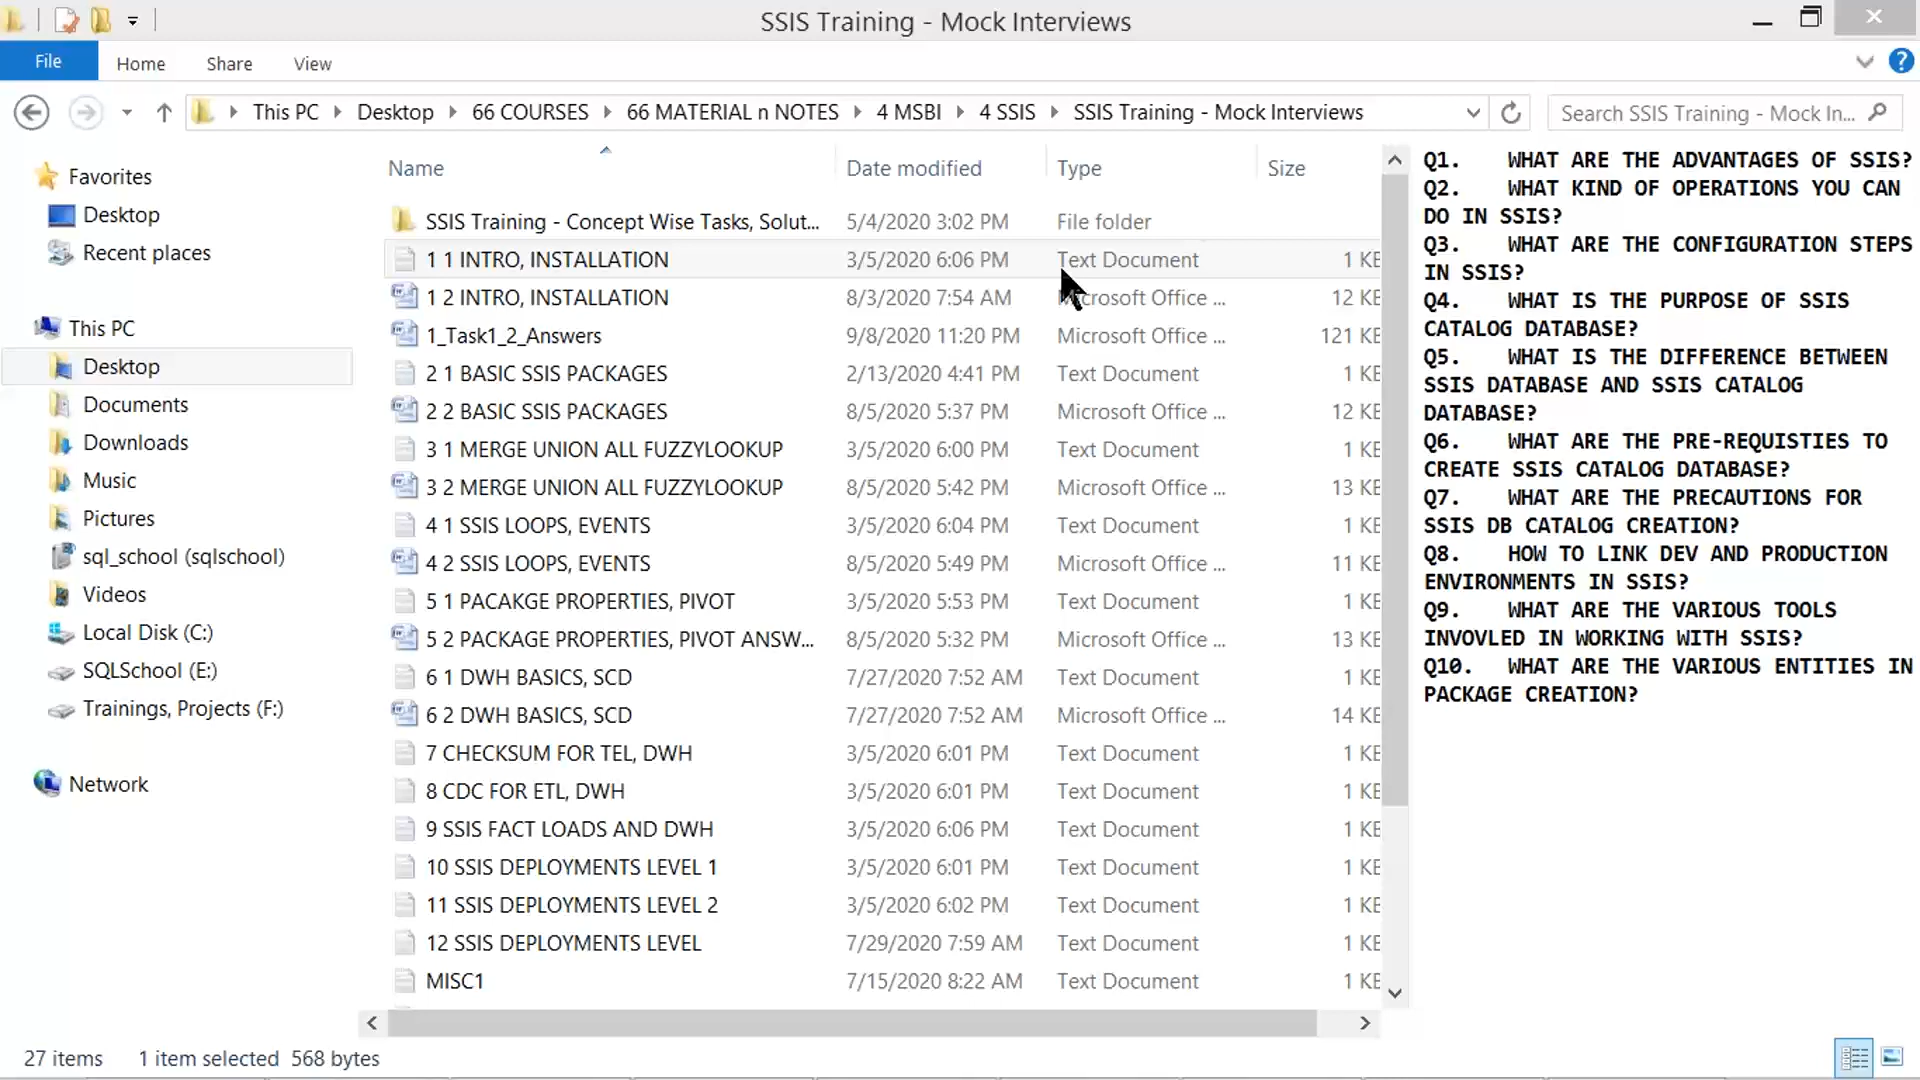 SSIS Training - Mock Interviews
File Home Share View
This PC Desktop 66 COURSES 66 MATERIAL n NOTES 4 MSBI 4 SSIS SSIS Training - Mock Interviews
Search SSIS Training - Mock In...
Favorites
Desktop
Recent places
This PC
Desktop
Documents
Downloads
Music
Pictures
sql_school (sqlschool)
Videos
Local Disk (C:)
SQLSchool (E:)
Trainings, Projects (F:)
Network
Name Date modified Type Size
SSIS Training - Concept Wise Tasks, Solut... 5/4/2020 3:02 PM File folder
1 1 INTRO, INSTALLATION 3/5/2020 6:06 PM Text Document 1 KB
1 2 INTRO, INSTALLATION 8/3/2020 7:54 AM Microsoft Office ... 12 KB
1_Task1_2_Answers 9/8/2020 11:20 PM Microsoft Office ... 121 KB
2 1 BASIC SSIS PACKAGES 2/13/2020 4:41 PM Text Document 1 KB
2 2 BASIC SSIS PACKAGES 8/5/2020 5:37 PM Microsoft Office ... 12 KB
3 1 MERGE UNION ALL FUZZYLOOKUP 3/5/2020 6:00 PM Text Document 1 KB
3 2 MERGE UNION ALL FUZZYLOOKUP 8/5/2020 5:42 PM Microsoft Office ... 13 KB
4 1 SSIS LOOPS, EVENTS 3/5/2020 6:04 PM Text Document 1 KB
4 2 SSIS LOOPS, EVENTS 8/5/2020 5:49 PM Microsoft Office ... 11 KB
5 1 PACAKGE PROPERTIES, PIVOT 3/5/2020 5:53 PM Text Document 1 KB
5 2 PACKAGE PROPERTIES, PIVOT ANSW... 8/5/2020 5:32 PM Microsoft Office ... 13 KB
6 1 DWH BASICS, SCD 7/27/2020 7:52 AM Text Document 1 KB
6 2 DWH BASICS, SCD 7/27/2020 7:52 AM Microsoft Office ... 14 KB
7 CHECKSUM FOR TEL, DWH 3/5/2020 6:01 PM Text Document 1 KB
8 CDC FOR ETL, DWH 3/5/2020 6:01 PM Text Document 1 KB
9 SSIS FACT LOADS AND DWH 3/5/2020 6:06 PM Text Document 1 KB
10 SSIS DEPLOYMENTS LEVEL 1 3/5/2020 6:01 PM Text Document 1 KB
11 SSIS DEPLOYMENTS LEVEL 2 3/5/2020 6:02 PM Text Document 1 KB
12 SSIS DEPLOYMENTS LEVEL 7/29/2020 7:59 AM Text Document 1 KB
MISC1 7/15/2020 8:22 AM Text Document 1 KB
Q1. WHAT ARE THE ADVANTAGES OF SSIS?
Q2. WHAT KIND OF OPERATIONS YOU CAN
DO IN SSIS?
Q3. WHAT ARE THE CONFIGURATION STEPS
IN SSIS?
Q4. WHAT IS THE PURPOSE OF SSIS
CATALOG DATABASE?
Q5. WHAT IS THE DIFFERENCE BETWEEN
SSIS DATABASE AND SSIS CATALOG
DATABASE?
Q6. WHAT ARE THE PRE-REQUISTIES TO
CREATE SSIS CATALOG DATABASE?
Q7. WHAT ARE THE PRECAUTIONS FOR
SSIS DB CATALOG CREATION?
Q8. HOW TO LINK DEV AND PRODUCTION
ENVIRONMENTS IN SSIS?
Q9. WHAT ARE THE VARIOUS TOOLS
INVOVLED IN WORKING WITH SSIS?
Q10. WHAT ARE THE VARIOUS ENTITIES IN
PACKAGE CREATION?
27 items 1 item selected 568 bytes